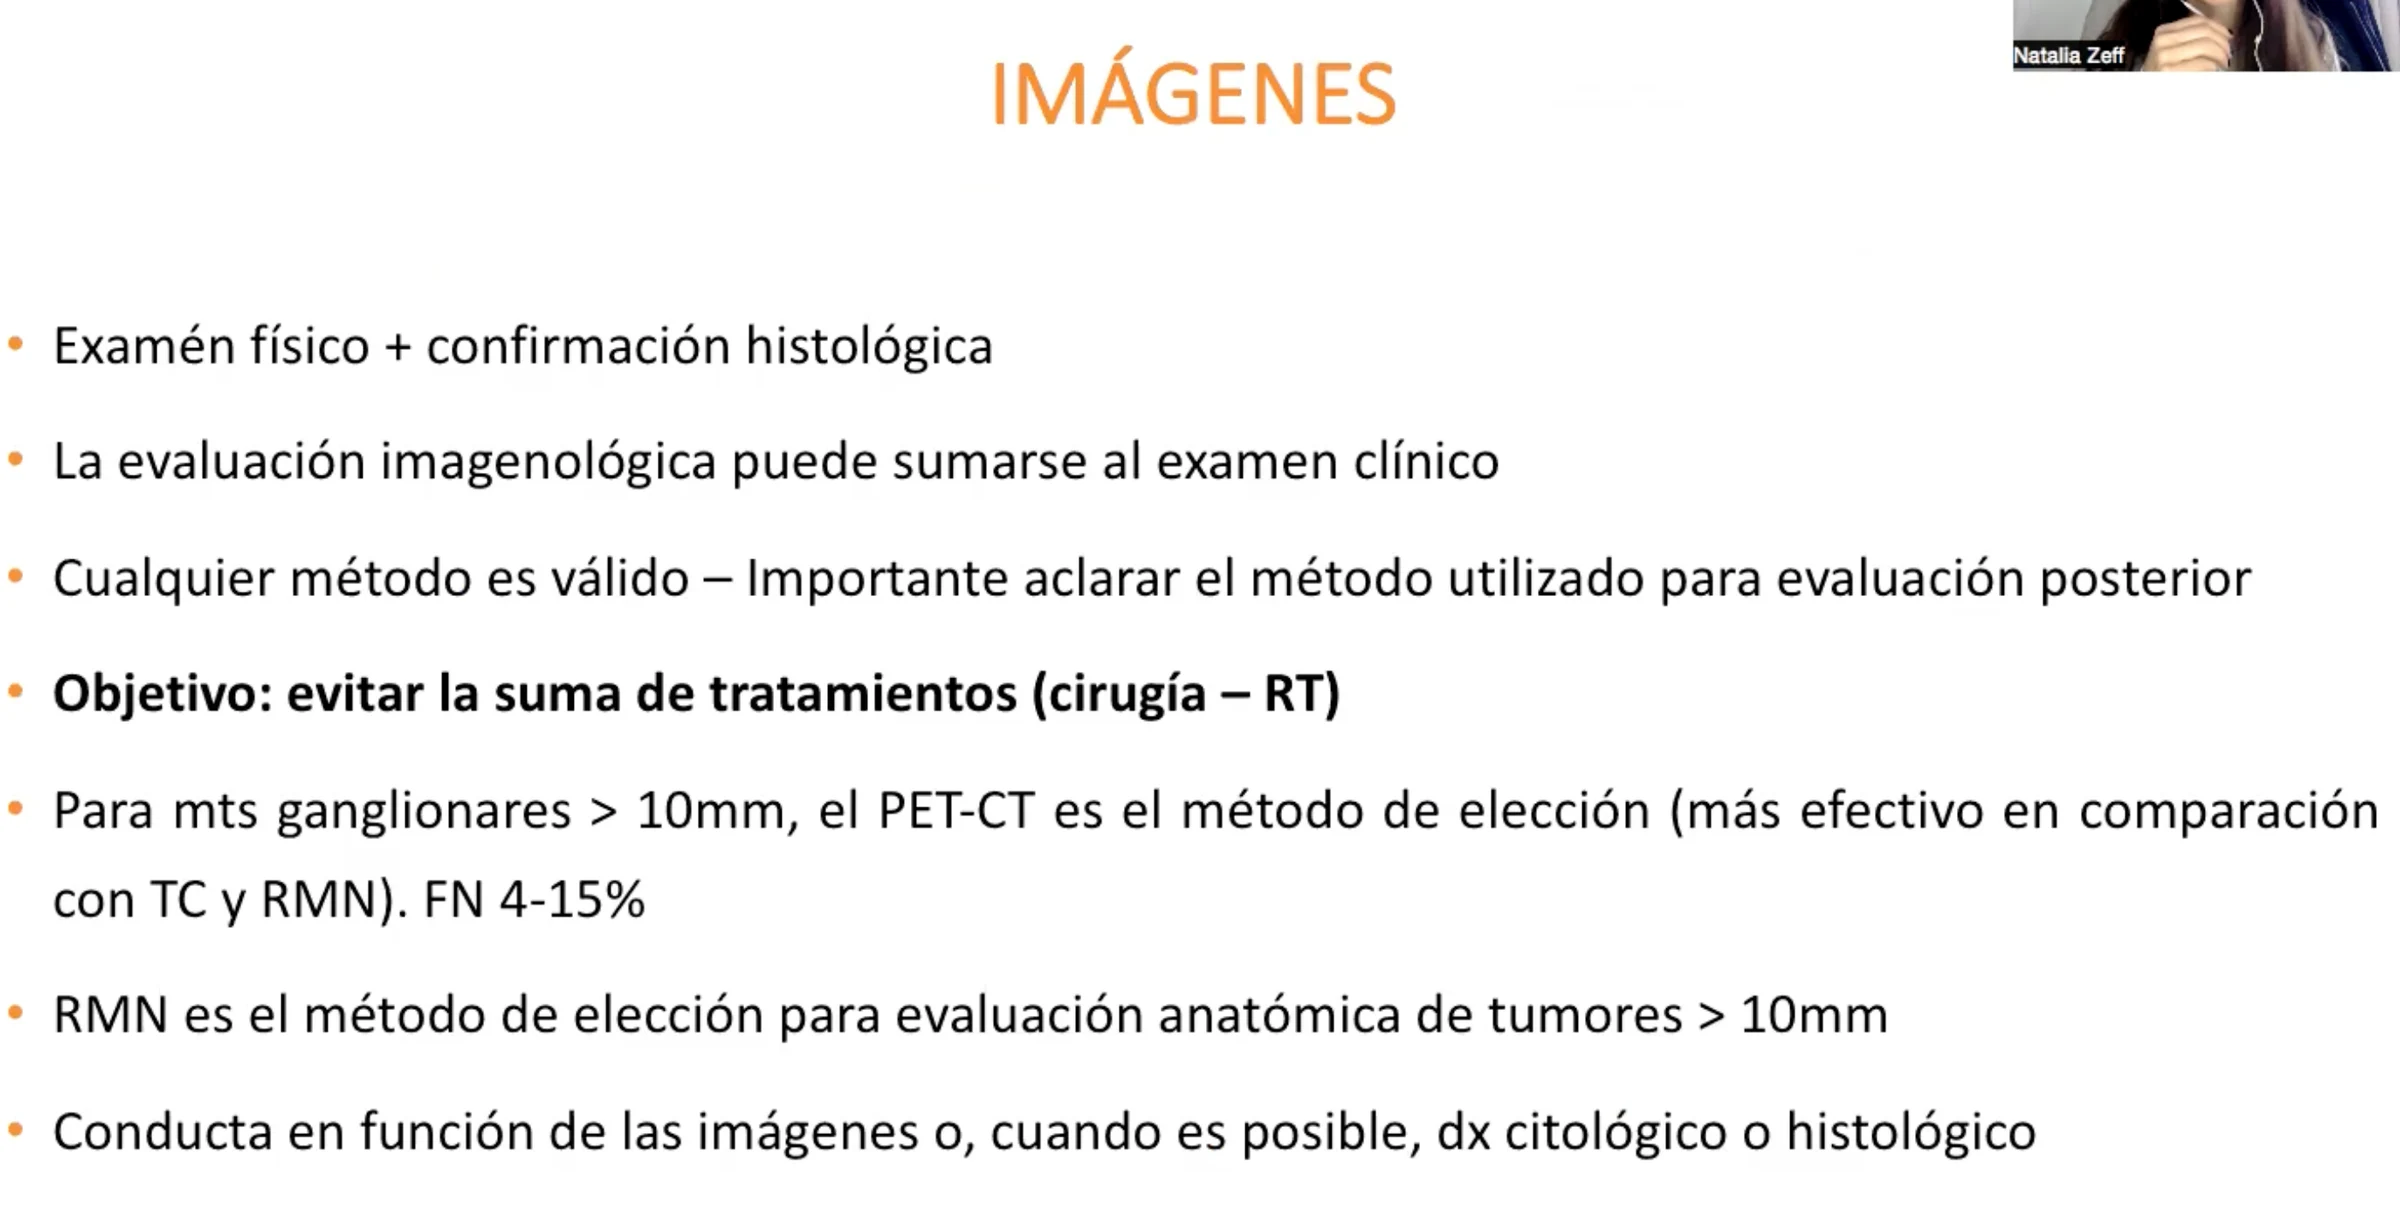 Natalia Zeff
IMÁGENES
• Examén físico + confirmación histológica
• La evaluación imagenológica puede sumarse al examen clínico
• Cualquier método es válido – Importante aclarar el método utilizado para evaluación posterior
• Objetivo: evitar la suma de tratamientos (cirugía – RT)
• Para mts ganglionares > 10mm, el PET-CT es el método de elección (más efectivo en comparación
con TC y RMN). FN 4-15%
• RMN es el método de elección para evaluación anatómica de tumores > 10mm
• Conducta en función de las imágenes o, cuando es posible, dx citológico o histológico